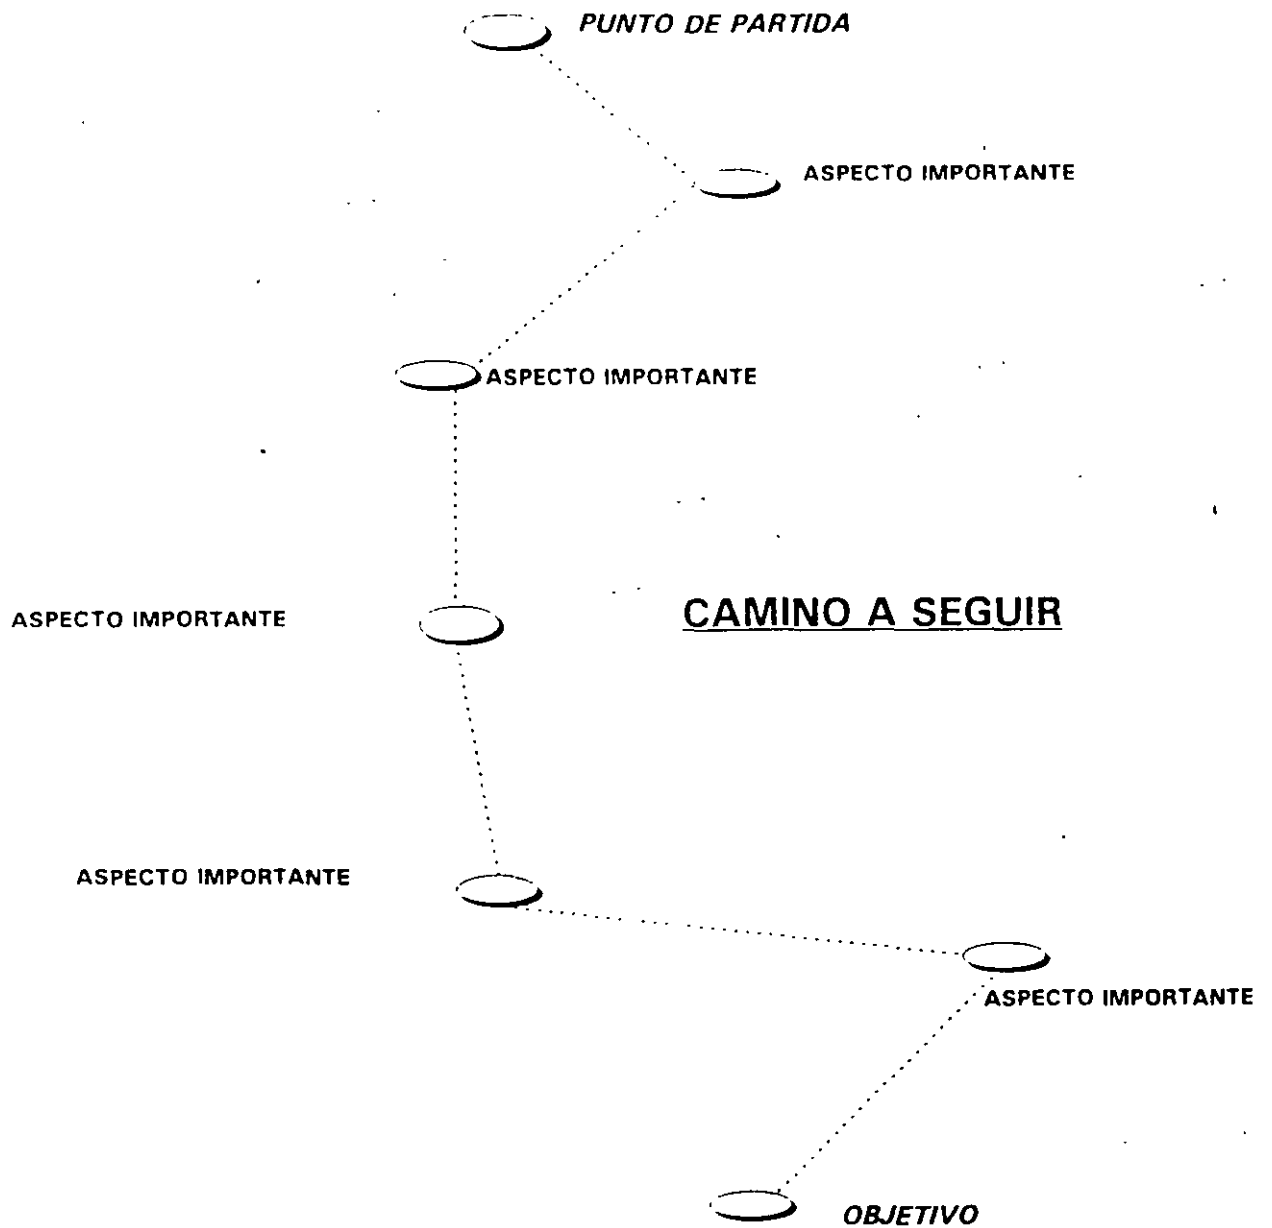 PUNTO DE PARTIDA
ASPECTO IMPORTANTE
ASPECTO IMPORTANTE
ASPECTO IMPORTANTE
CAMINO A SEGUIR
ASPECTO IMPORTANTE
ASPECTO IMPORTANTE
OBJETIVO